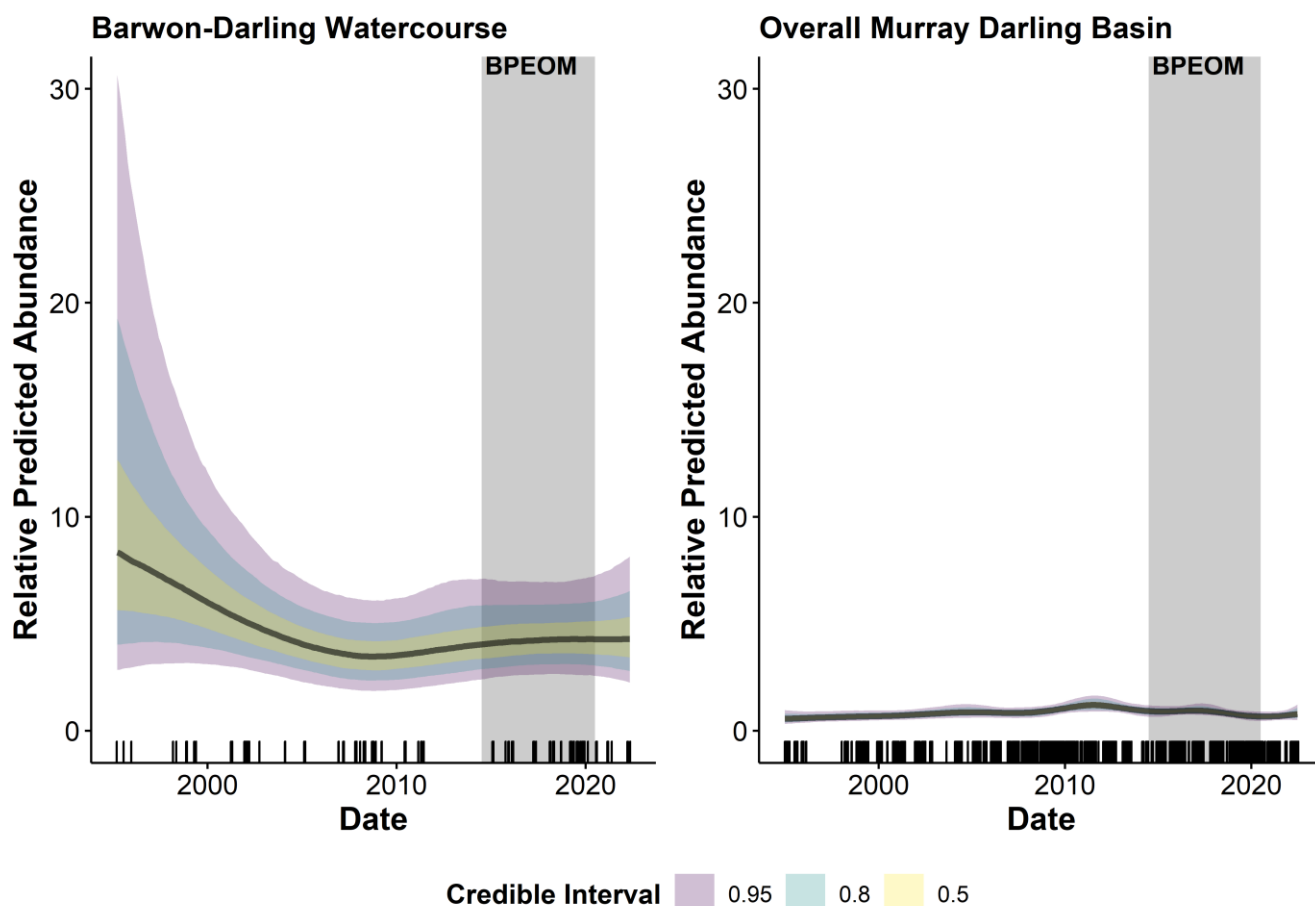 Barwon-Darling Watercourse
Overall Murray Darling Basin
BPEOM
BPEOM
30
20
10
0
Relative Predicted Abundance
2000
2010
2020
Date
30
20
10
0
Relative Predicted Abundance
2000
2010
2020
Date
Credible Interval 0.95 0.8 0.5